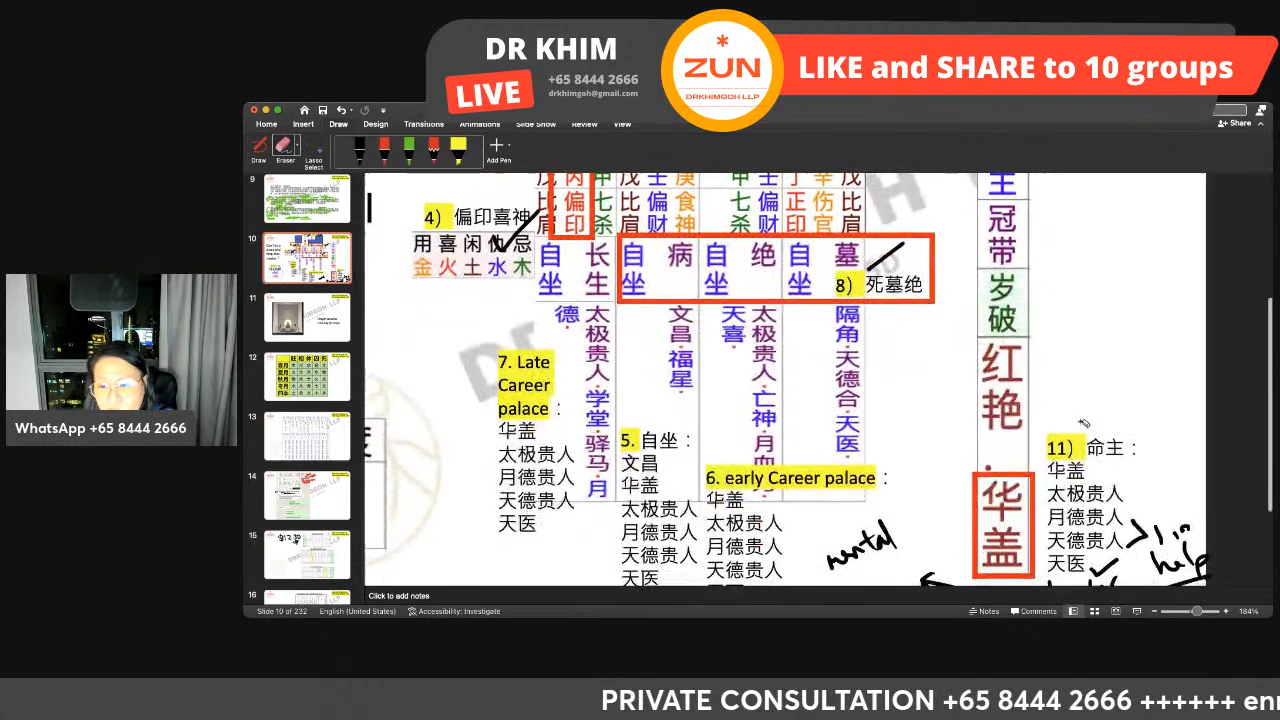 DR KHIM
LIVE
+65 8444 2666
drkhimgoh@gmail.com
*
ZUN
DRKHIMGOH LLP
LIKE and SHARE to 10 groups
Home Insert Draw Design Transitions Animations Slide Show Review View
Share
Draw
Eraser
Lasso
Select
Add Pen
9
10
11
12
13
14
15
16
4）偏印喜神
用喜闲仇忌
金火土水木
戊 丙 甲 戊 壬 庚 甲 壬 丁 辛 戊
比肩 偏印 七杀 比肩 偏财 食神 七杀 偏财 正印 伤官 比肩
自坐 长生 自坐 病 自坐 绝 自坐 墓
8）死墓绝
太极贵人·学堂·驿马·月
德·
文昌·福星·
天喜·
隔角·天德合·天医·
7. Late
Career
palace：
华盖
太极贵人
月德贵人
天德贵人
天医
5. 自坐：
文昌
华盖
太极贵人
月德贵人
天德贵人
天医
6. early Career palace：
华盖
太极贵人
月德贵人
天德贵人
mental
冠带
岁破
红艳
华盖
11）命主：
华盖
太极贵人
月德贵人
天德贵人
天医
help
WhatsApp +65 8444 2666
Click to add notes
Slide 10 of 232 English (United States) Accessibility: Investigate
Notes Comments 184%
PRIVATE CONSULTATION +65 8444 2666 ++++++